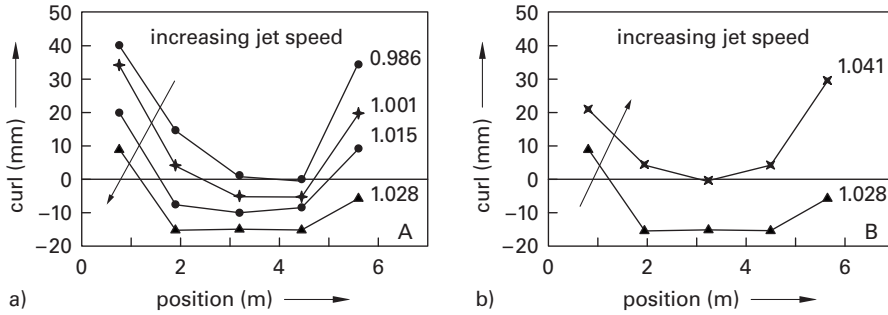 50
40
30
20
10
0
−10
−20
curl (mm)
increasing jet speed
0.986
1.001
1.015
1.028
A
0 2 4 6
a) position (m)
50
40
30
20
10
0
−10
−20
curl (mm)
increasing jet speed
1.041
1.028
B
0 2 4 6
b) position (m)